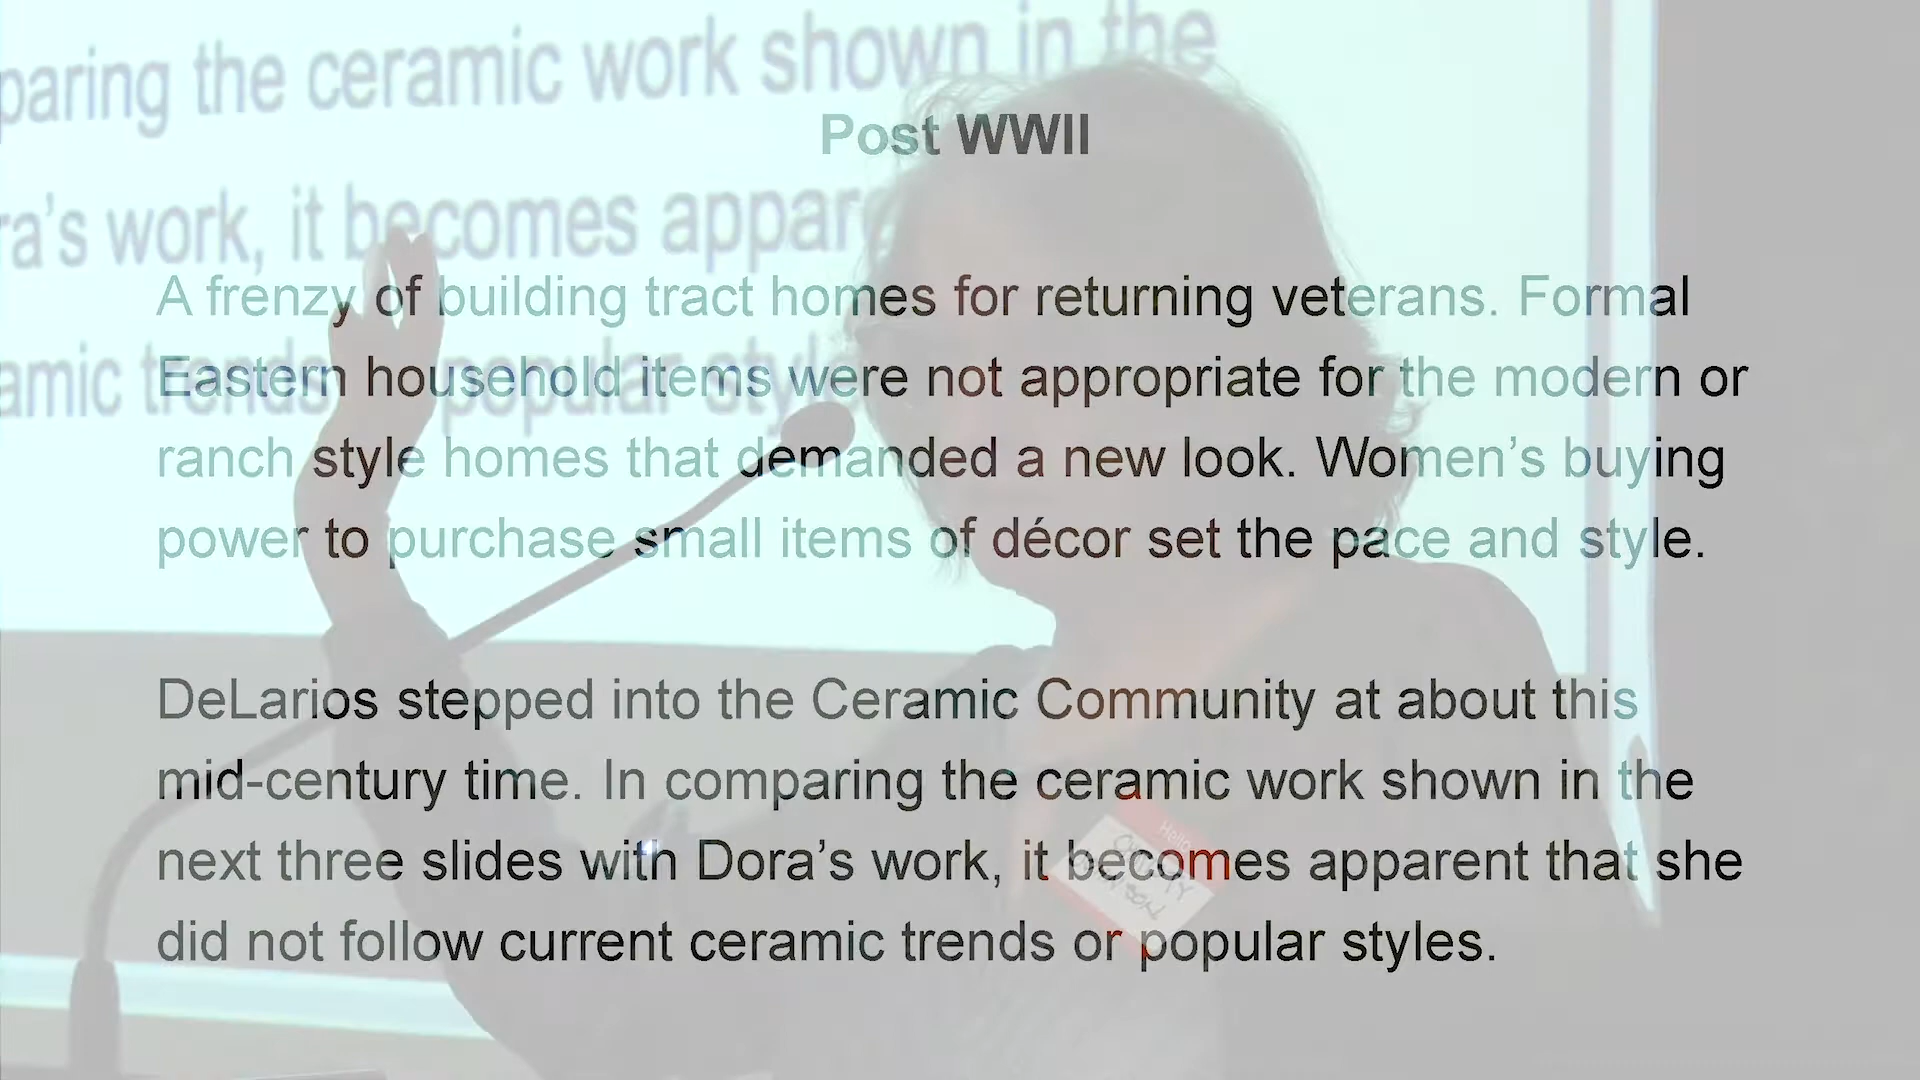 paring the ceramic work shown in the
ra's work, it becomes appar
amic trends popular style
Post WWII
A frenzy of building tract homes for returning veterans. Formal
Eastern household items were not appropriate for the modern or
ranch style homes that demanded a new look. Women’s buying
power to purchase small items of décor set the pace and style.
DeLarios stepped into the Ceramic Community at about this
mid-century time. In comparing the ceramic work shown in the
next three slides with Dora’s work, it becomes apparent that she
did not follow current ceramic trends or popular styles.
Hello